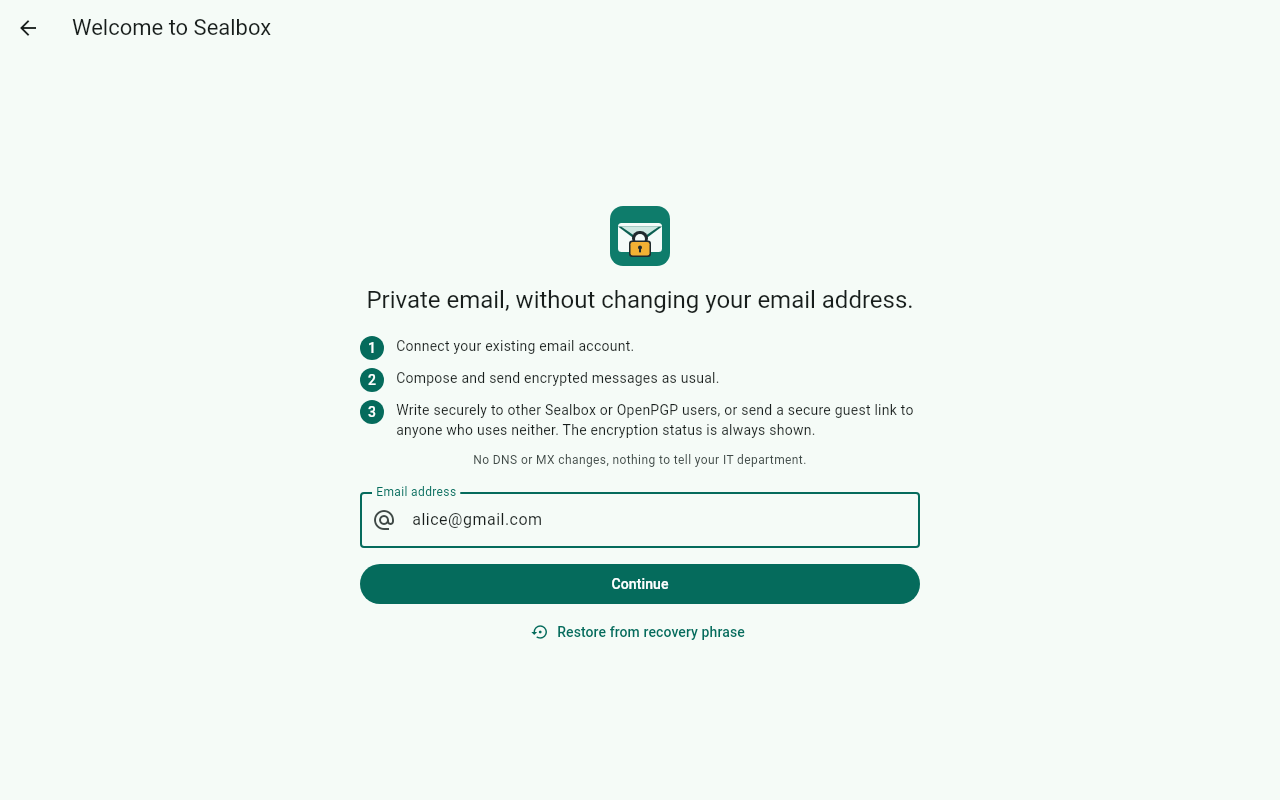 Welcome to Sealbox
Private email, without changing your email address.
1 Connect your existing email account.
2 Compose and send encrypted messages as usual.
3 Write securely to other Sealbox or OpenPGP users, or send a secure guest link to
anyone who uses neither. The encryption status is always shown.
No DNS or MX changes, nothing to tell your IT department.
Email address
alice@gmail.com
Continue
Restore from recovery phrase